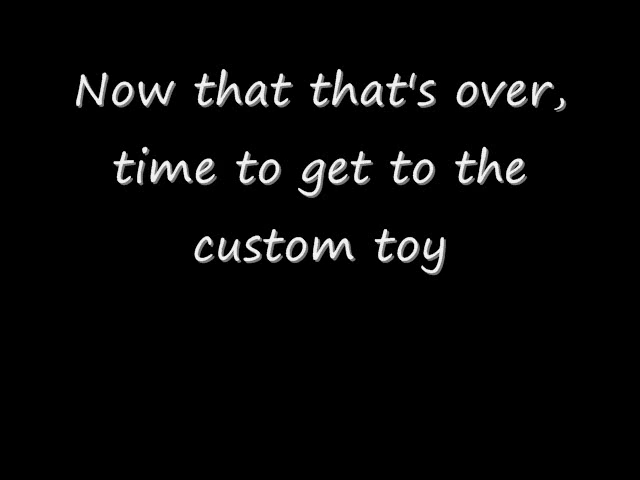 Now that that's over,
time to get to the
custom toy